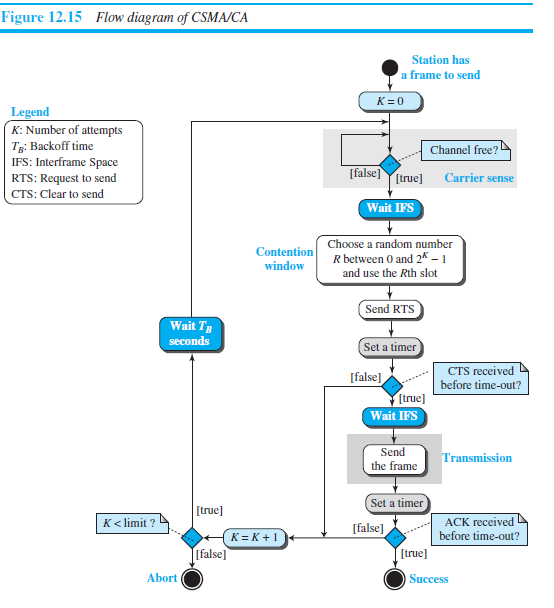 Figure 12.15 Flow diagram of CSMA/CA
Station has
a frame to send
K = 0
Legend
K: Number of attempts
T_B: Backoff time
IFS: Interframe Space
RTS: Request to send
CTS: Clear to send
Channel free?
[false]
[true]
Carrier sense
Wait IFS
Contention
window
Choose a random number
R between 0 and 2^K – 1
and use the Rth slot
Send RTS
Wait T_B
seconds
Set a timer
CTS received
before time-out?
[false]
[true]
Wait IFS
Send
the frame
Transmission
Set a timer
[true]
K < limit ?
K = K + 1
[false]
ACK received
before time-out?
[false]
[true]
Abort
Success